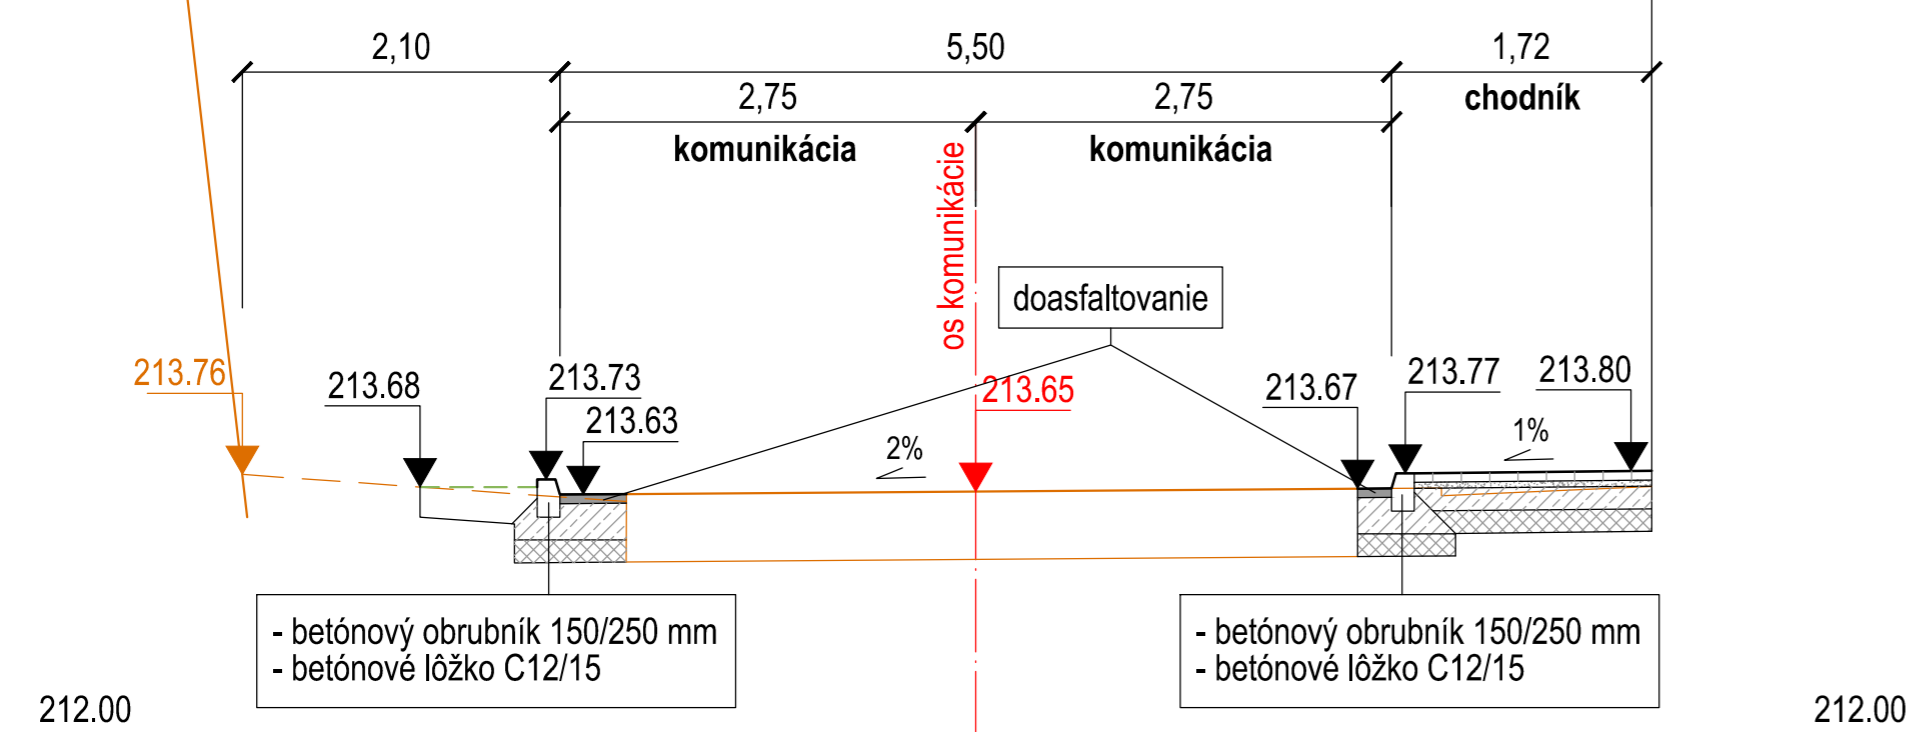 2,10
5,50
1,72
2,75
2,75
chodník
komunikácia
komunikácia
os komunikácie
doasfaltovanie
213.76
213.68
213.73
213.63
213.65
213.67
213.77
213.80
2%
1%
- betónový obrubník 150/250 mm
- betónové lôžko C12/15
- betónový obrubník 150/250 mm
- betónové lôžko C12/15
212.00
212.00